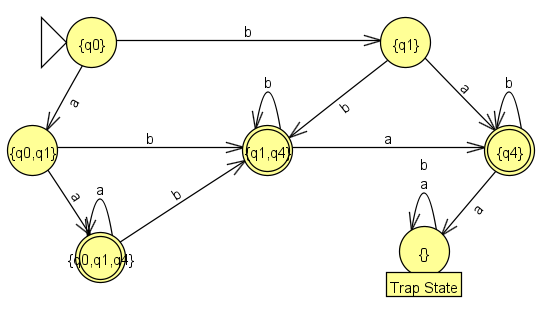 {q0}
b
{q1}
a
b
a
b
b
{q0,q1}
b
{q1,q4}
a
{q4}
b
a
a
a
b
a
{q0,q1,q4}
{}
Trap State